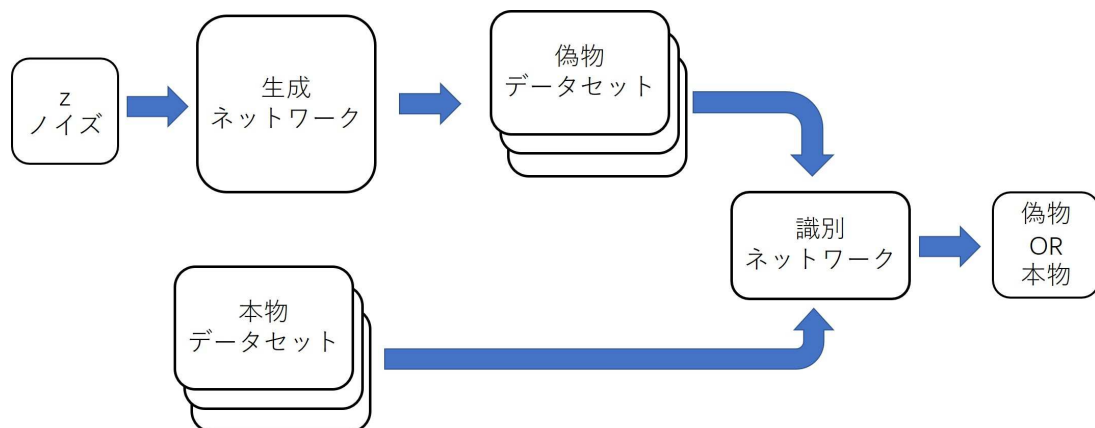 z
ノイズ
生成
ネットワーク
偽物
データセット
識別
ネットワーク
偽物
OR
本物
本物
データセット